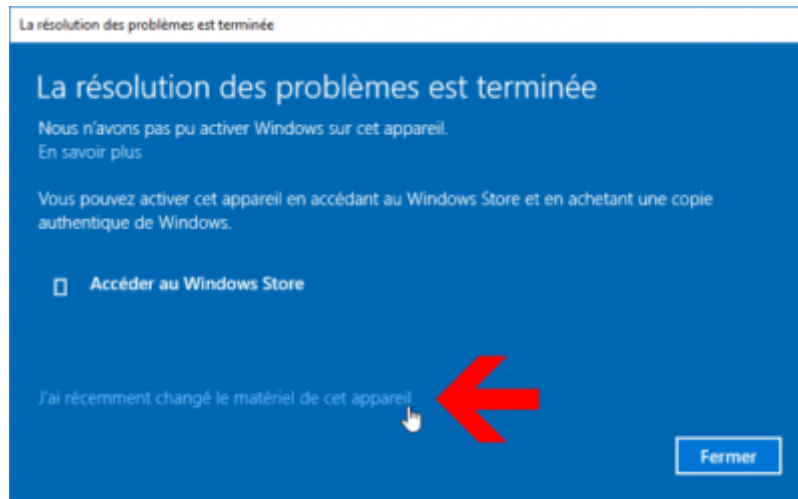 La résolution des problèmes est terminée
La résolution des problèmes est terminée
Nous n'avons pas pu activer Windows sur cet appareil.
En savoir plus
Vous pouvez activer cet appareil en accédant au Windows Store et en achetant une copie
authentique de Windows.
Accéder au Windows Store
J'ai récemment changé le matériel de cet appareil
Fermer